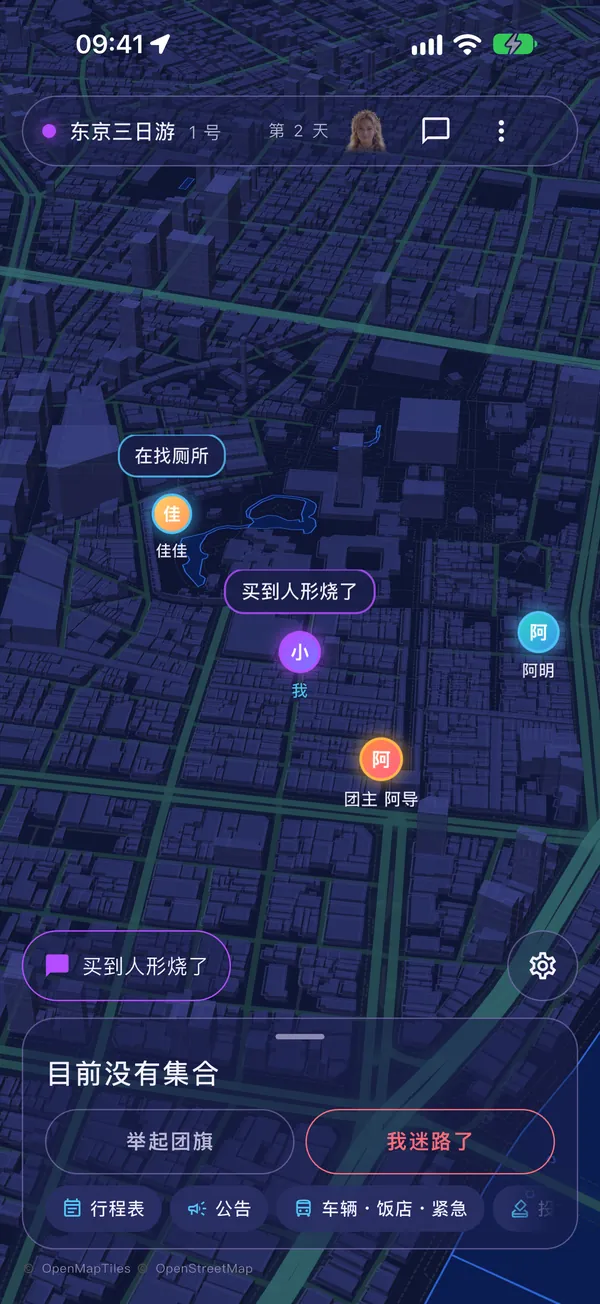 09:41
东京三日游 1 号 第 2 天
在找厕所
佳
佳佳
买到人形烧了
小
我
阿
阿明
阿
团主 阿导
买到人形烧了
目前没有集合
举起团旗 我迷路了
行程表 公告 车辆・饭店・紧急
© OpenMapTiles © OpenStreetMap